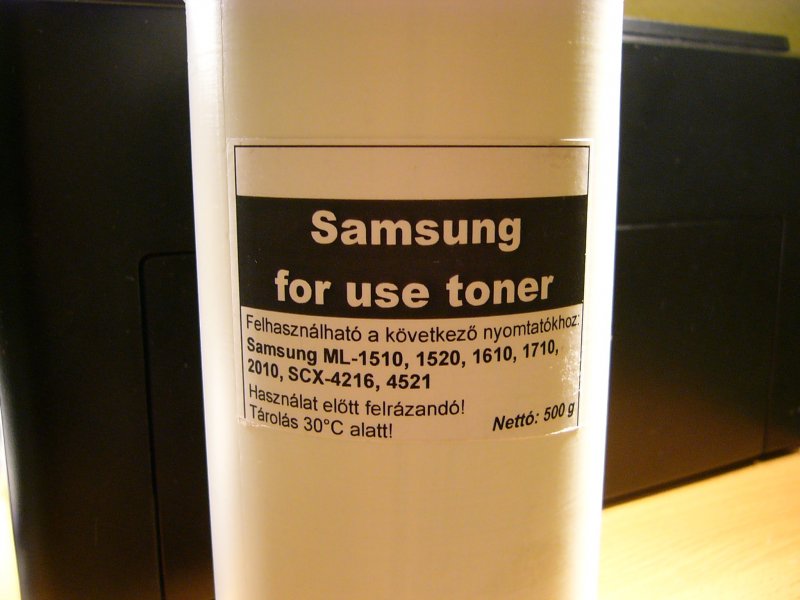 Samsung
for use toner
Felhasználható a következő nyomtatókhoz:
Samsung ML-1510, 1520, 1610, 1710,
2010, SCX-4216, 4521
Használat előtt felrázandó!
Tárolás 30°C alatt!
Nettó: 500 g